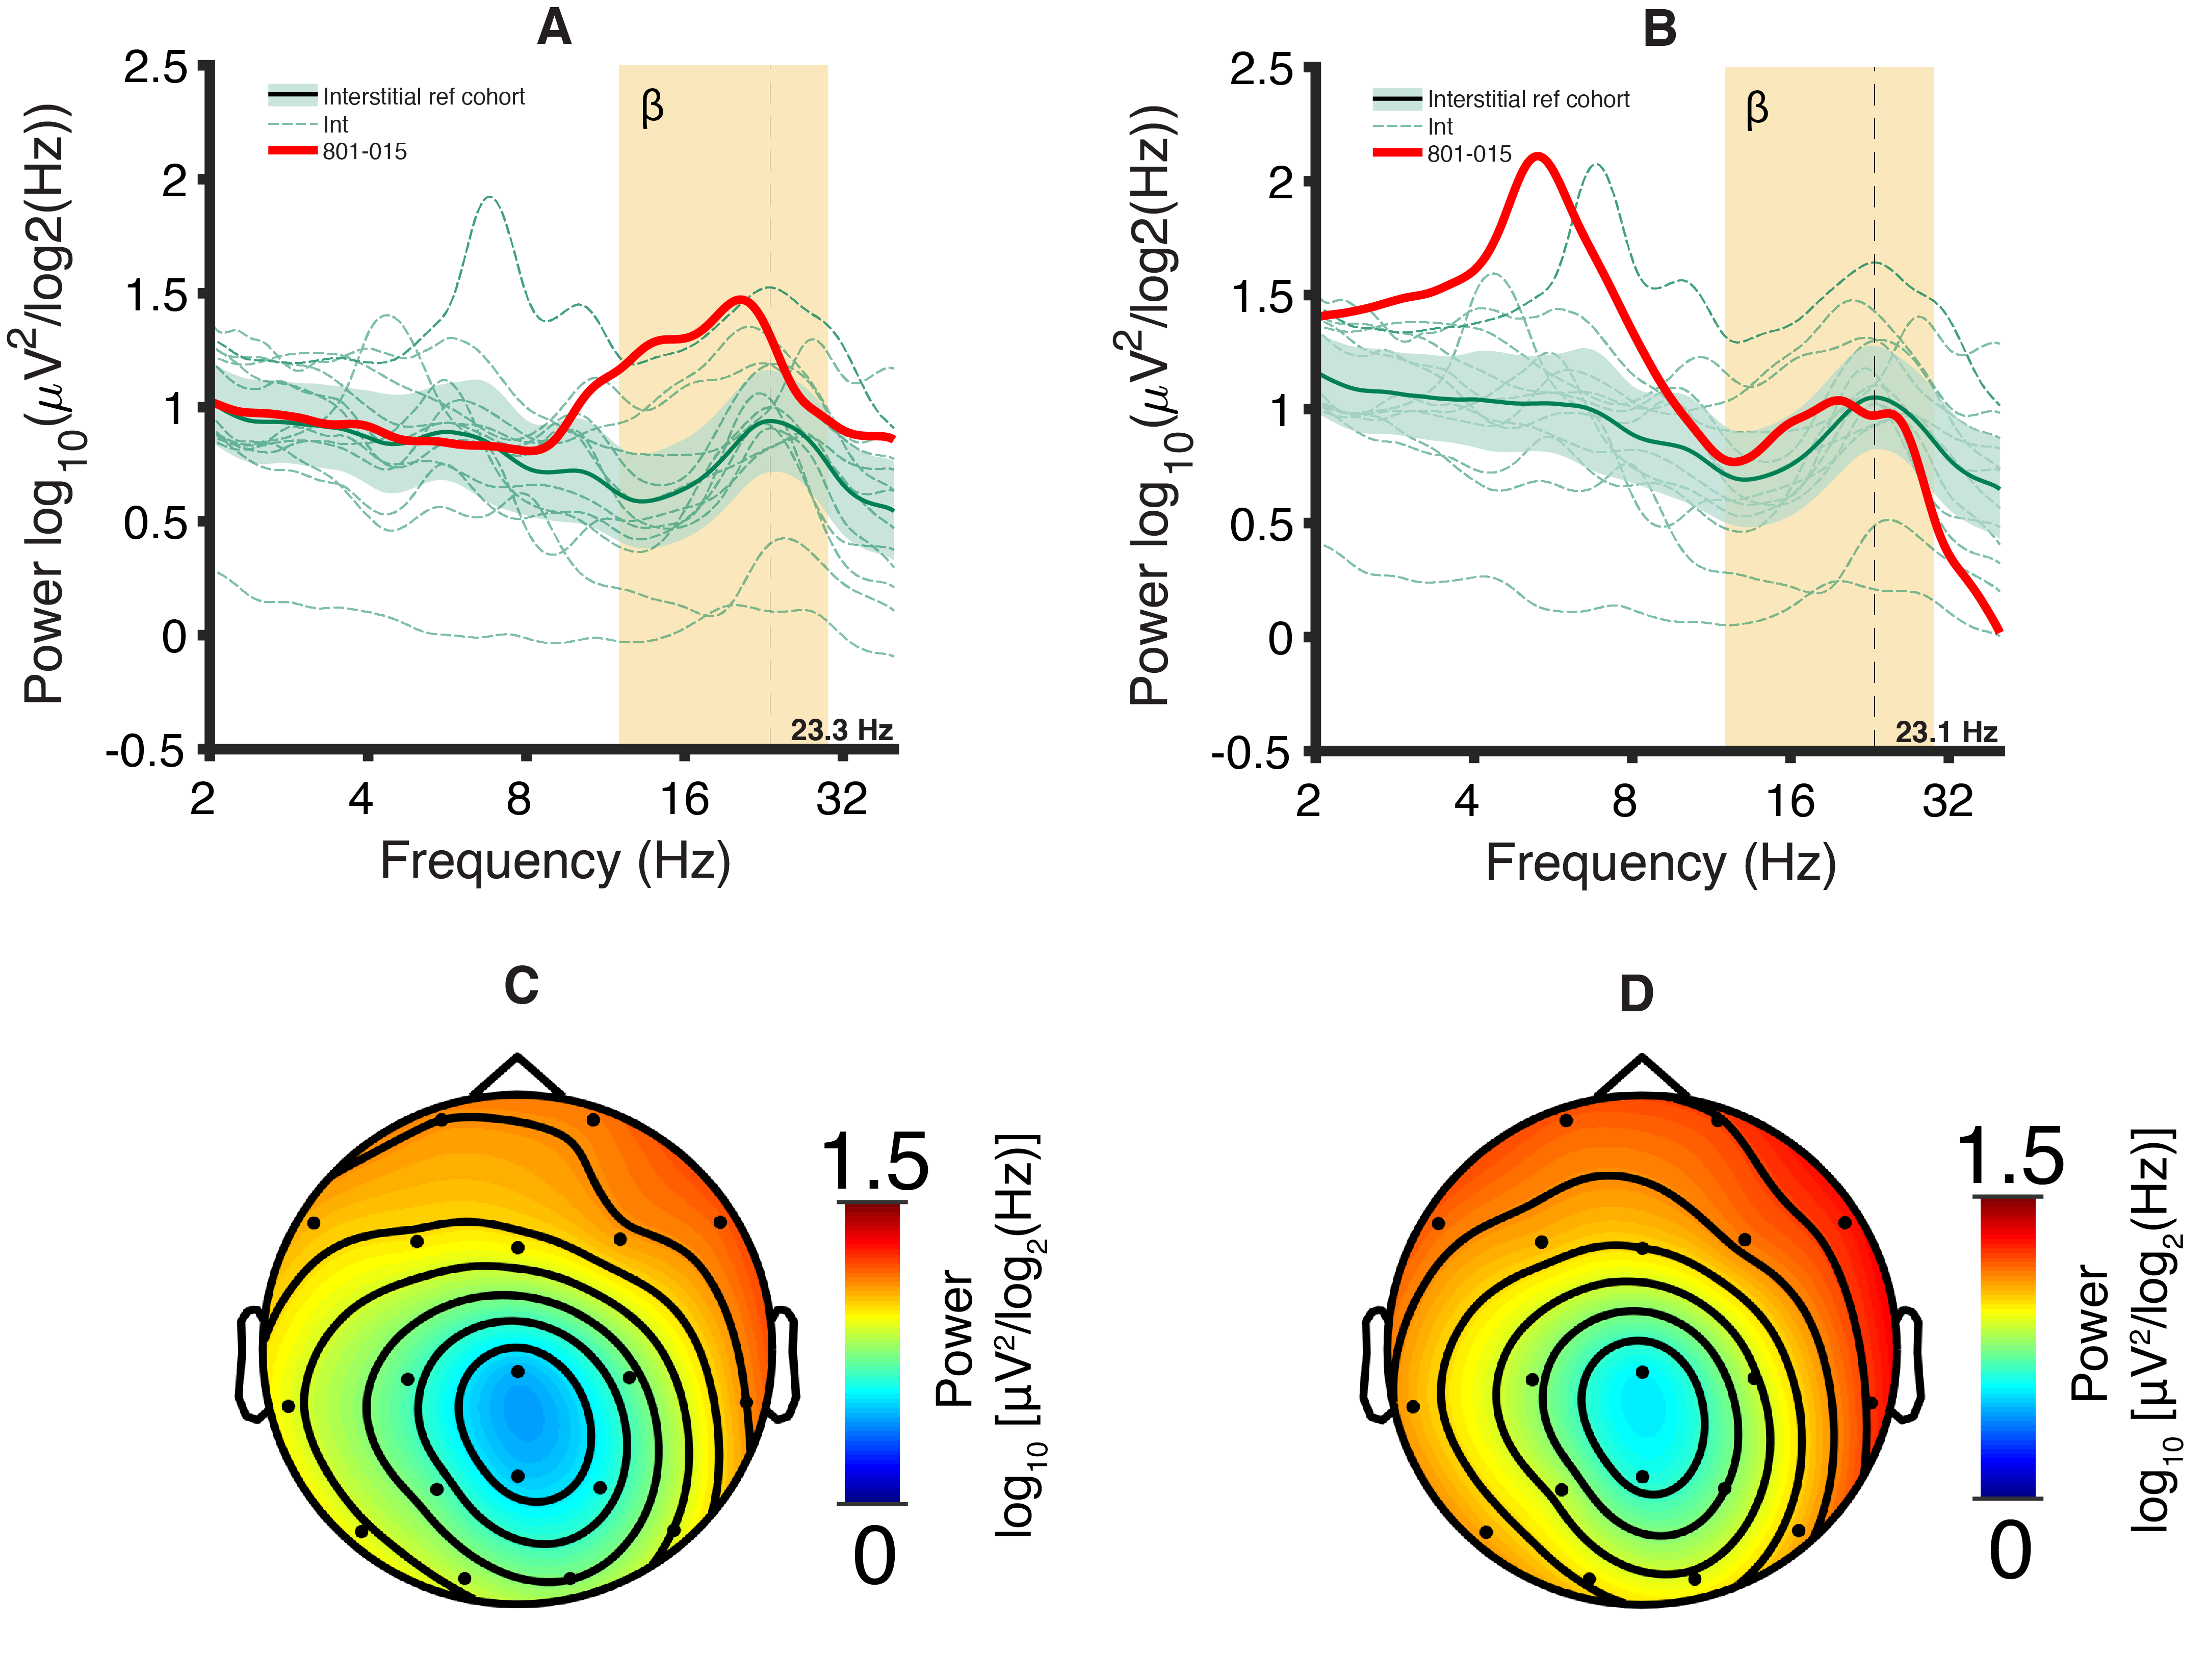 A
2.5
2
1.5
1
0.5
0
-0.5
Power log10(μV2/log2(Hz))
Interstitial ref cohort
Int
801-015
β
23.3 Hz
2 4 8 16 32
Frequency (Hz)
B
2.5
2
1.5
1
0.5
0
-0.5
Power log10(μV2/log2(Hz))
Interstitial ref cohort
Int
801-015
β
23.1 Hz
2 4 8 16 32
Frequency (Hz)
C
1.5
0
Power
log10 [μV2/log2(Hz)]
D
1.5
0
Power
log10 [μV2/log2(Hz)]